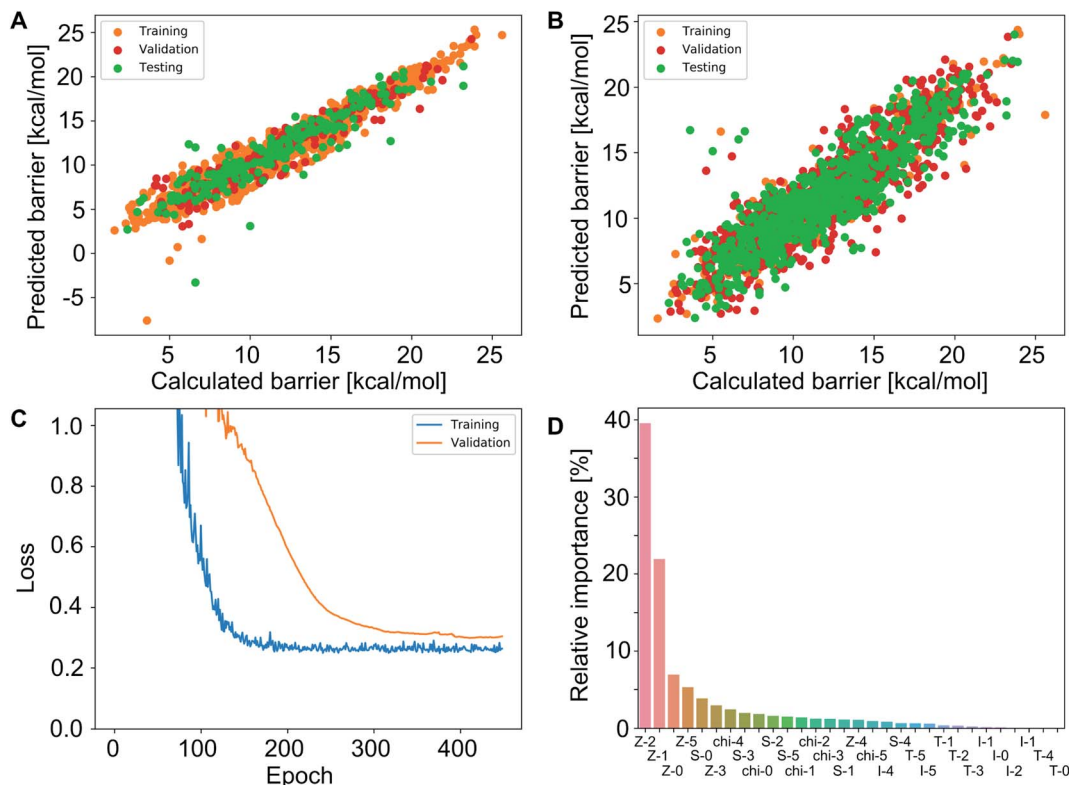 A
Training
Validation
Testing
25
20
15
10
5
0
-5
Predicted barrier [kcal/mol]
5 10 15 20 25
Calculated barrier [kcal/mol]
B
Training
Validation
Testing
25
20
15
10
5
Predicted barrier [kcal/mol]
5 10 15 20 25
Calculated barrier [kcal/mol]
C
Training
Validation
1.0
0.8
0.6
0.4
0.2
0.0
Loss
0 200 400
Epoch
D
40
30
20
10
0
Relative importance [%]
Z-2 Z-5 chi-4 S-2 chi-2 Z-4 S-4 T-1 I-1 I-1
Z-1 S-0 S-3 S-5 chi-3 chi-5 T-5 T-2 I-0 T-4
Z-0 Z-3 chi-0 chi-1 S-1 I-4 I-5 T-3 I-2 T-0